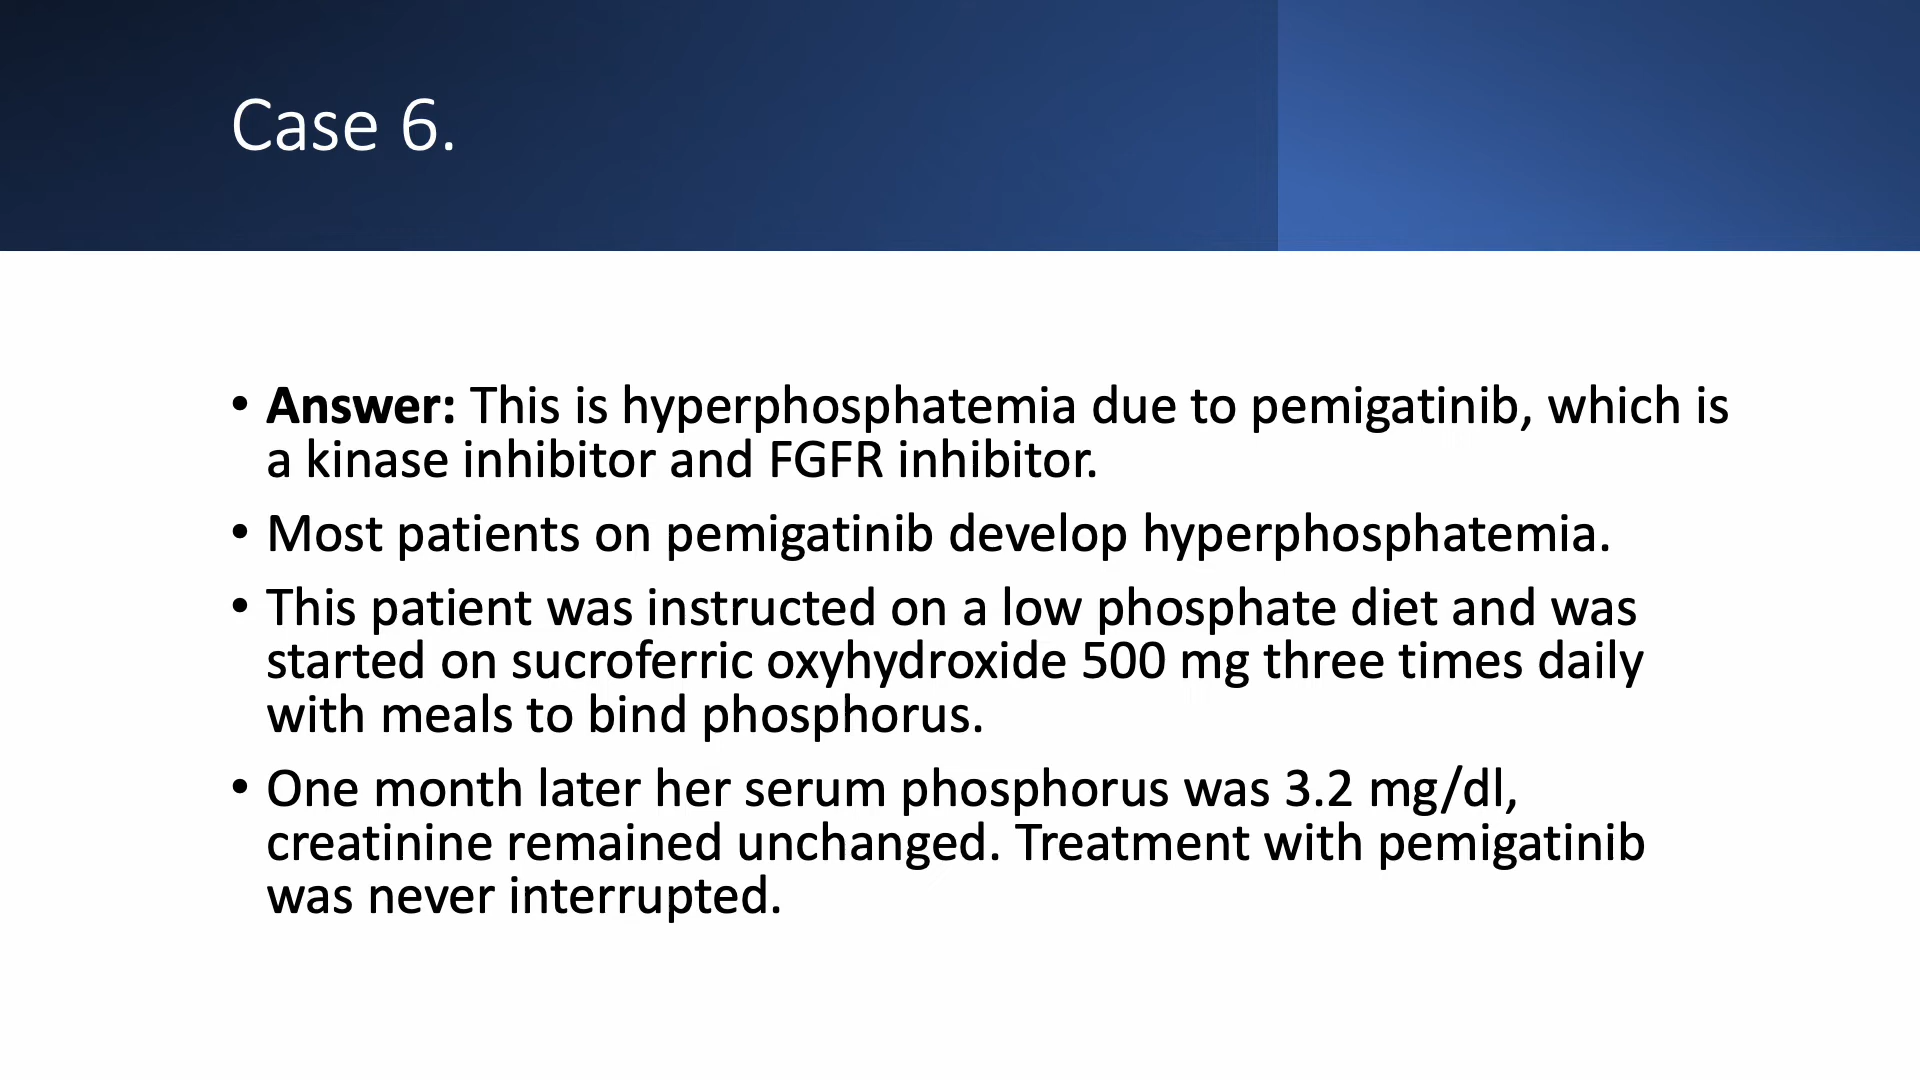 Case 6.
• Answer: This is hyperphosphatemia due to pemigatinib, which is
a kinase inhibitor and FGFR inhibitor.
• Most patients on pemigatinib develop hyperphosphatemia.
• This patient was instructed on a low phosphate diet and was
started on sucroferric oxyhydroxide 500 mg three times daily
with meals to bind phosphorus.
• One month later her serum phosphorus was 3.2 mg/dl,
creatinine remained unchanged. Treatment with pemigatinib
was never interrupted.